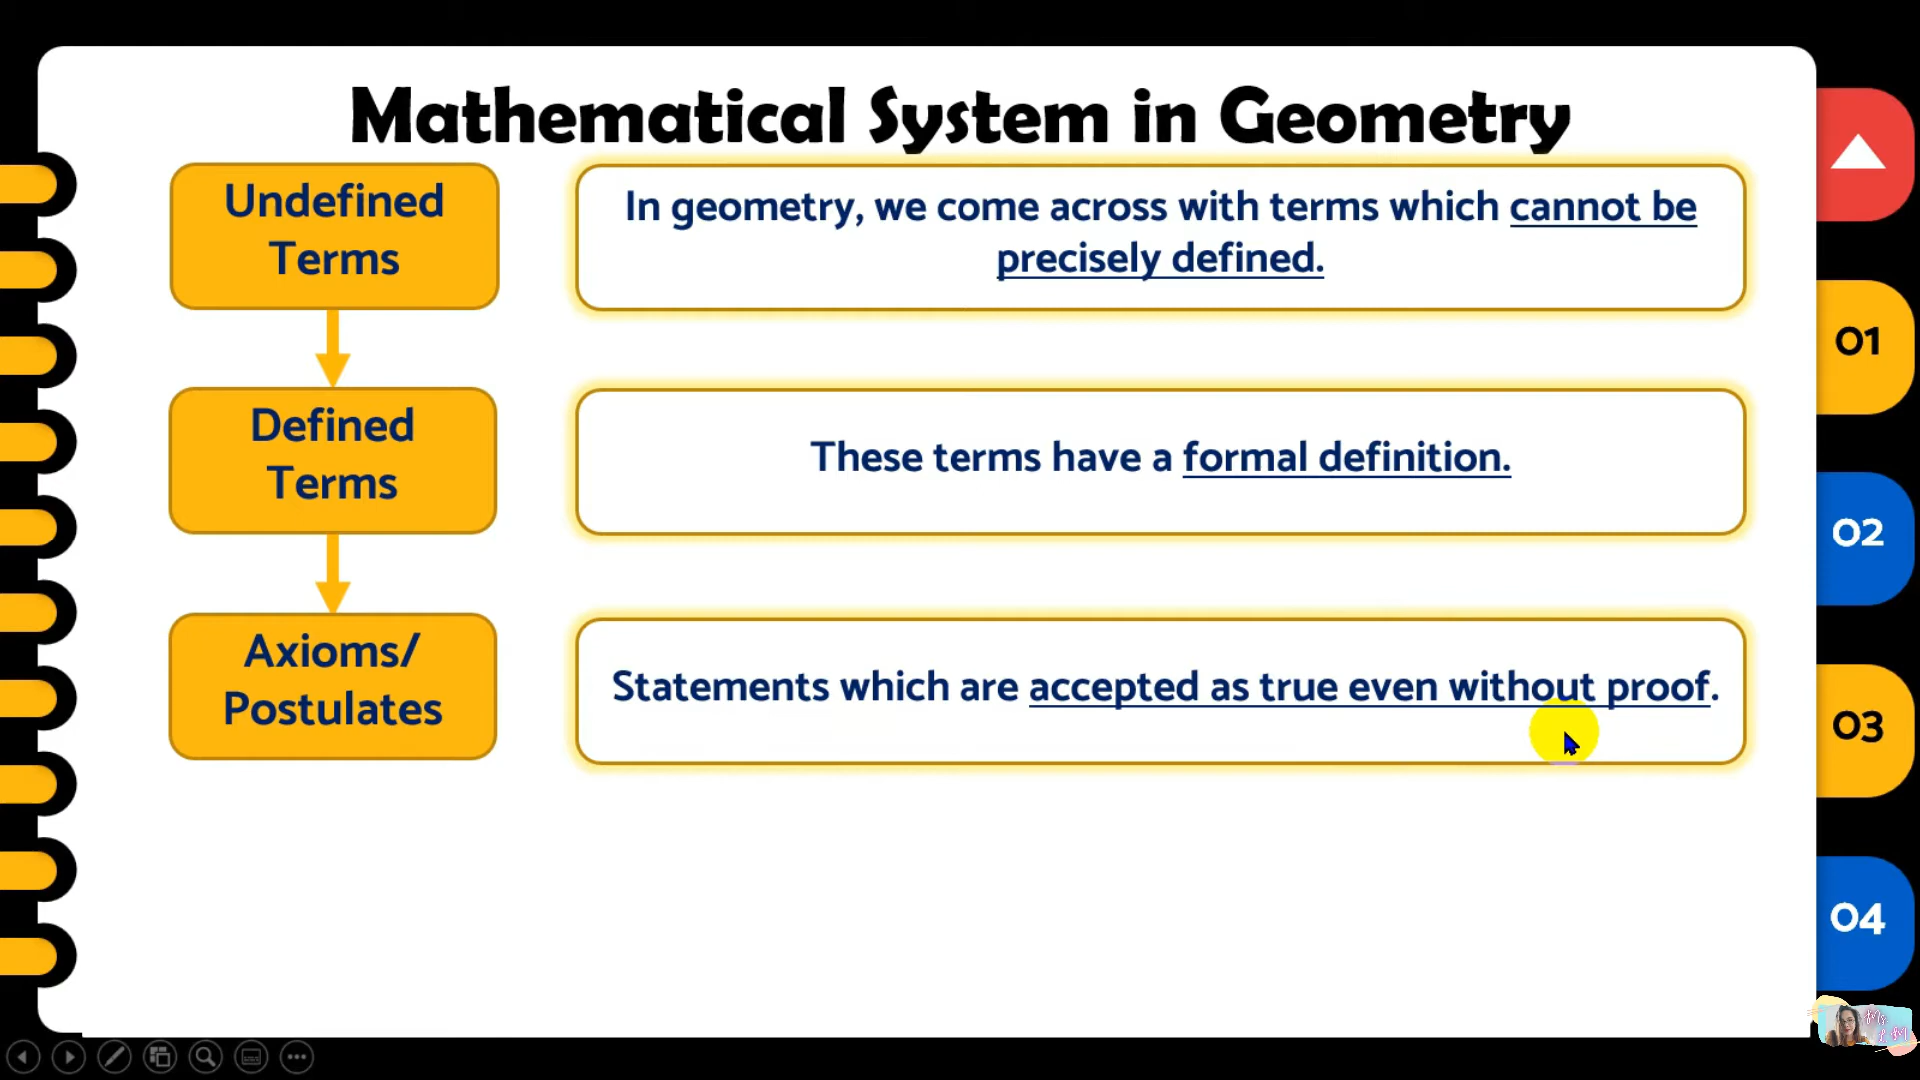 Mathematical System in Geometry
Undefined
Terms
In geometry, we come across with terms which cannot be
precisely defined.
Defined
Terms
These terms have a formal definition.
Axioms/
Postulates
Statements which are accepted as true even without proof.
01
02
03
04